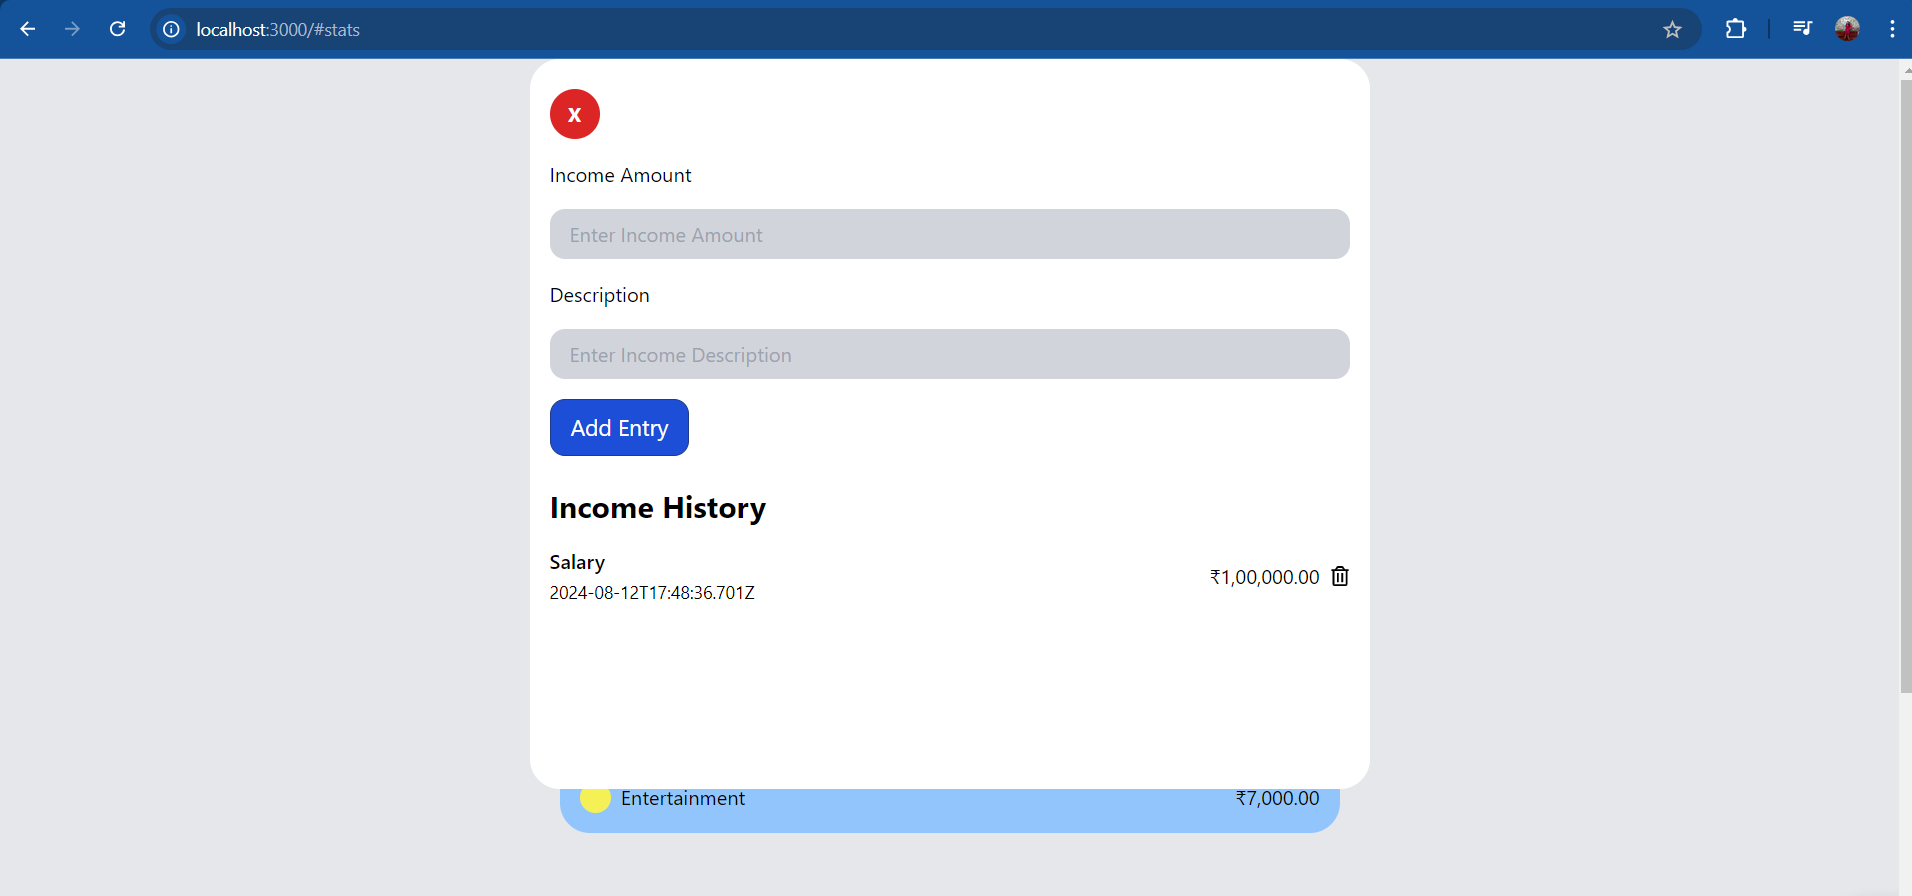 localhost:3000/#stats
x
Income Amount
Enter Income Amount
Description
Enter Income Description
Add Entry
Income History
Salary
2024-08-12T17:48:36.701Z
₹1,00,000.00
Entertainment
₹7,000.00